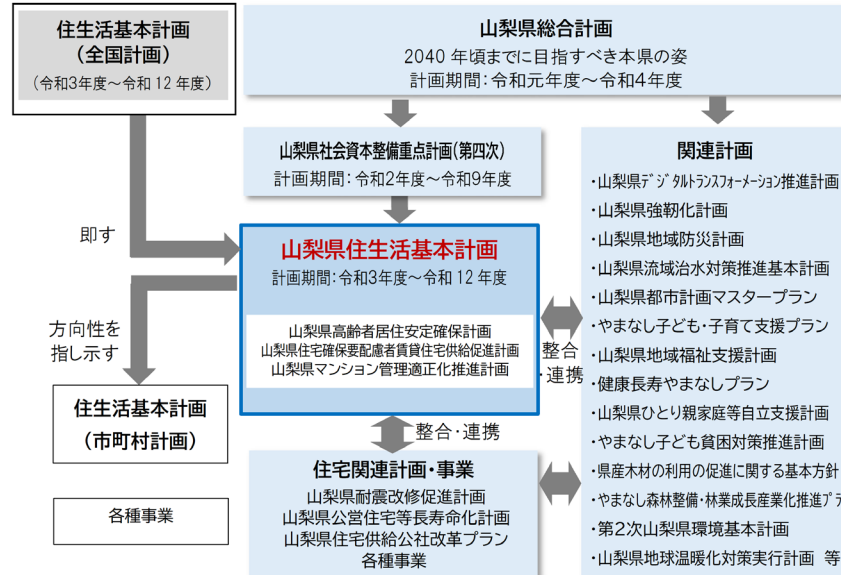 住生活基本計画
(全国計画)
(令和3年度～令和 12 年度)
山梨県総合計画
2040 年頃までに目指すべき本県の姿
計画期間:令和元年度～令和4年度
山梨県社会資本整備重点計画(第四次)
計画期間:令和2年度～令和9年度
即す
山梨県住生活基本計画
計画期間:令和3年度～令和 12 年度
山梨県高齢者居住安定確保計画
山梨県住宅確保要配慮者賃貸住宅供給促進計画
山梨県マンション管理適正化推進計画
方向性を
指し示す
住生活基本計画
(市町村計画)
各種事業
整合
・連携
整合・連携
住宅関連計画・事業
山梨県耐震改修促進計画
山梨県公営住宅等長寿命化計画
山梨県住宅供給公社改革プラン
各種事業
関連計画
・山梨県ﾃﾞｼﾞﾀﾙﾄﾗﾝｽﾌｫｰﾒｰｼｮﾝ推進計画
・山梨県強靭化計画
・山梨県地域防災計画
・山梨県流域治水対策推進基本計画
・山梨県都市計画マスタープラン
・やまなし子ども・子育て支援プラン
・山梨県地域福祉支援計画
・健康長寿やまなしプラン
・山梨県ひとり親家庭等自立支援計画
・やまなし子ども貧困対策推進計画
・県産木材の利用の促進に関する基本方針
・やまなし森林整備・林業成長産業化推進プラ
・第2次山梨県環境基本計画
・山梨県地球温暖化対策実行計画 等